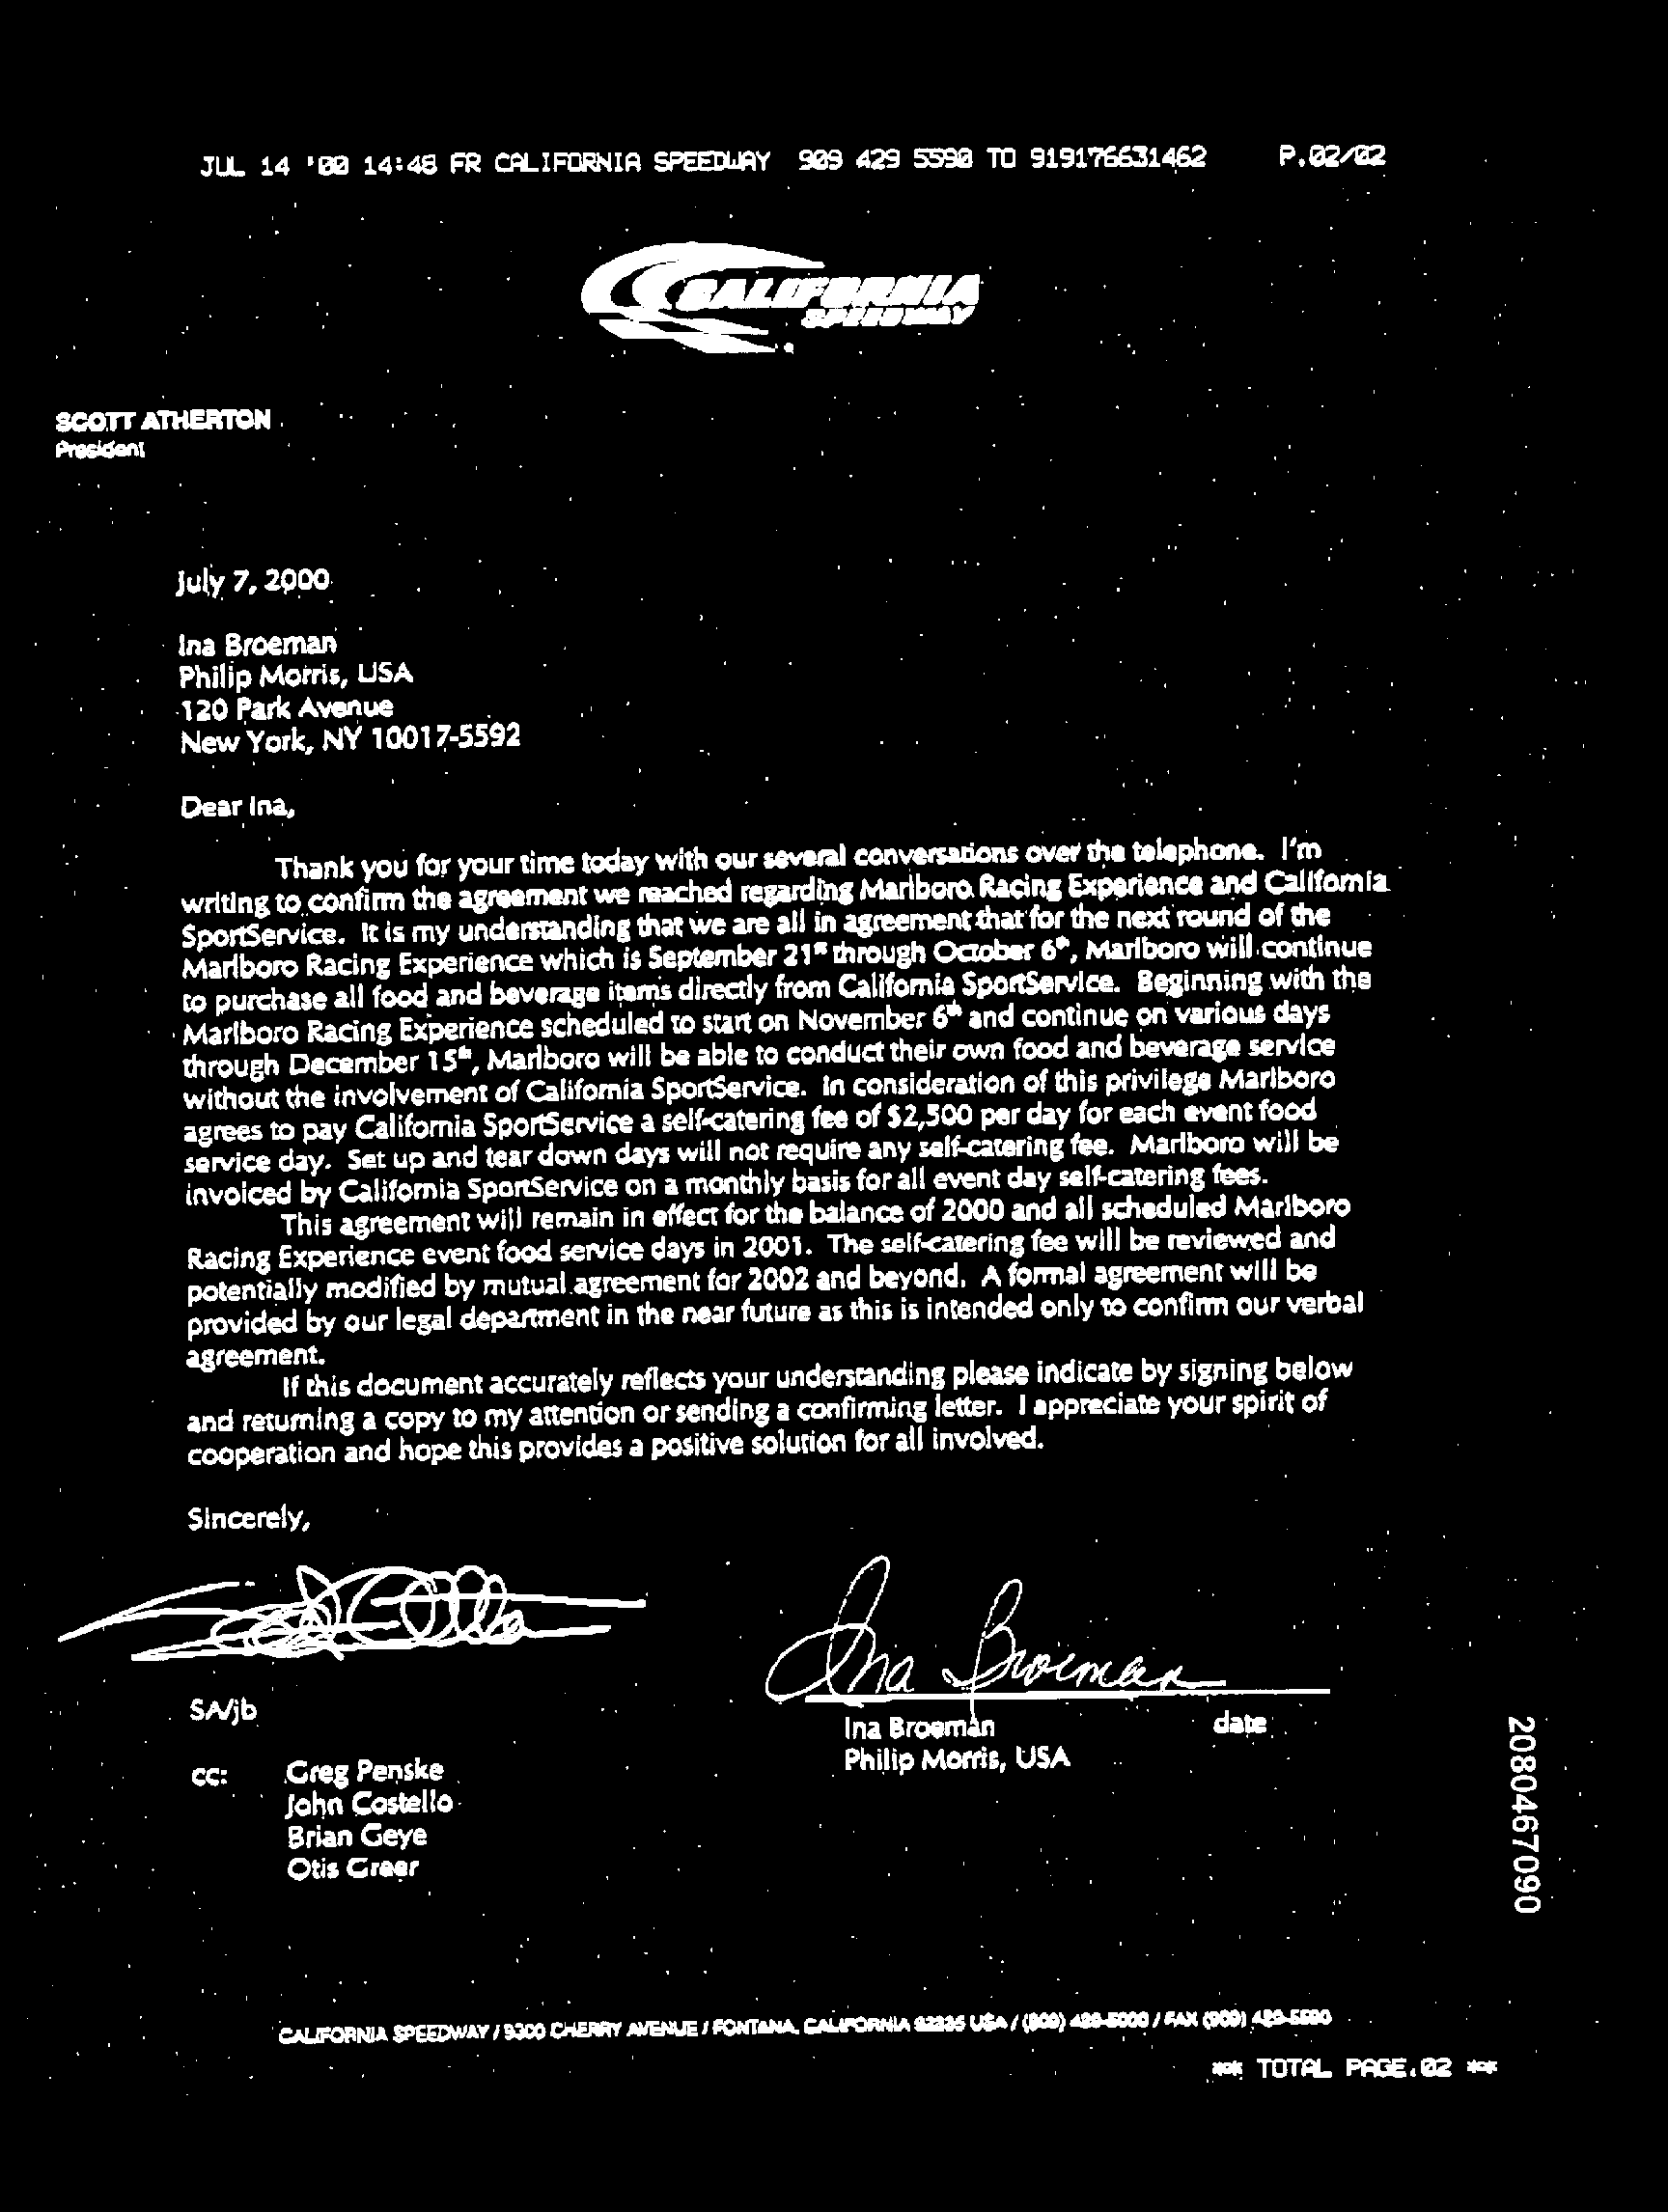 JUL 14 '00 14:48 FR CALIFORNIA SPEEDWAY 909 429 5590 TO 919176631462 P.02/02
CALIFORNIA
SPEEDWAY
SCOTT ATHERTON
President
July 7, 2000
Ina Broeman
Philip Morris, USA
120 Park Avenue
New York, NY 10017-5592
Dear Ina,
Thank you for your time today with our several conversations over the telephone. I'm
writing to confirm the agreement we reached regarding Marlboro Racing Experience and California
SportService. It is my understanding that we are all in agreement that for the next round of the
Marlboro Racing Experience which is September 21st through October 6th, Marlboro will continue
to purchase all food and beverage items directly from California SportService. Beginning with the
Marlboro Racing Experience scheduled to start on November 6th and continue on various days
through December 15th, Marlboro will be able to conduct their own food and beverage service
without the involvement of California SportService. In consideration of this privilege Marlboro
agrees to pay California SportService a self-catering fee of $2,500 per day for each event food
service day. Set up and tear down days will not require any self-catering fee. Marlboro will be
invoiced by California SportService on a monthly basis for all event day self-catering fees.
This agreement will remain in effect for the balance of 2000 and all scheduled Marlboro
Racing Experience event food service days in 2001. The self-catering fee will be reviewed and
potentially modified by mutual agreement for 2002 and beyond. A formal agreement will be
provided by our legal department in the near future as this is intended only to confirm our verbal
agreement.
If this document accurately reflects your understanding please indicate by signing below
and returning a copy to my attention or sending a confirming letter. I appreciate your spirit of
cooperation and hope this provides a positive solution for all involved.
Sincerely,
Ina Broeman
SA/jb
Ina Broeman date
Philip Morris, USA
cc: Greg Penske
John Costello
Brian Geye
Otis Greer
2080467090
CALIFORNIA SPEEDWAY / 9300 CHERRY AVENUE / FONTANA, CALIFORNIA 92335 USA / (909) 429-5000 / FAX (909) 429-5590
** TOTAL PAGE.02 **